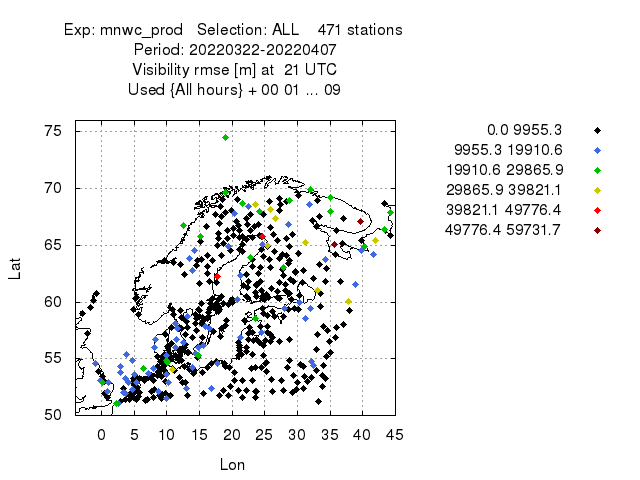 Exp: mnwc_prod   Selection: ALL    471 stations
Period: 20220322-20220407
Visibility rmse [m] at  21 UTC
Used {All hours} + 00 01 ... 09
0.0 9955.3
9955.3 19910.6
19910.6 29865.9
29865.9 39821.1
39821.1 49776.4
49776.4 59731.7
75
70
65
60
55
50
Lat
0 5 10 15 20 25 30 35 40 45
Lon